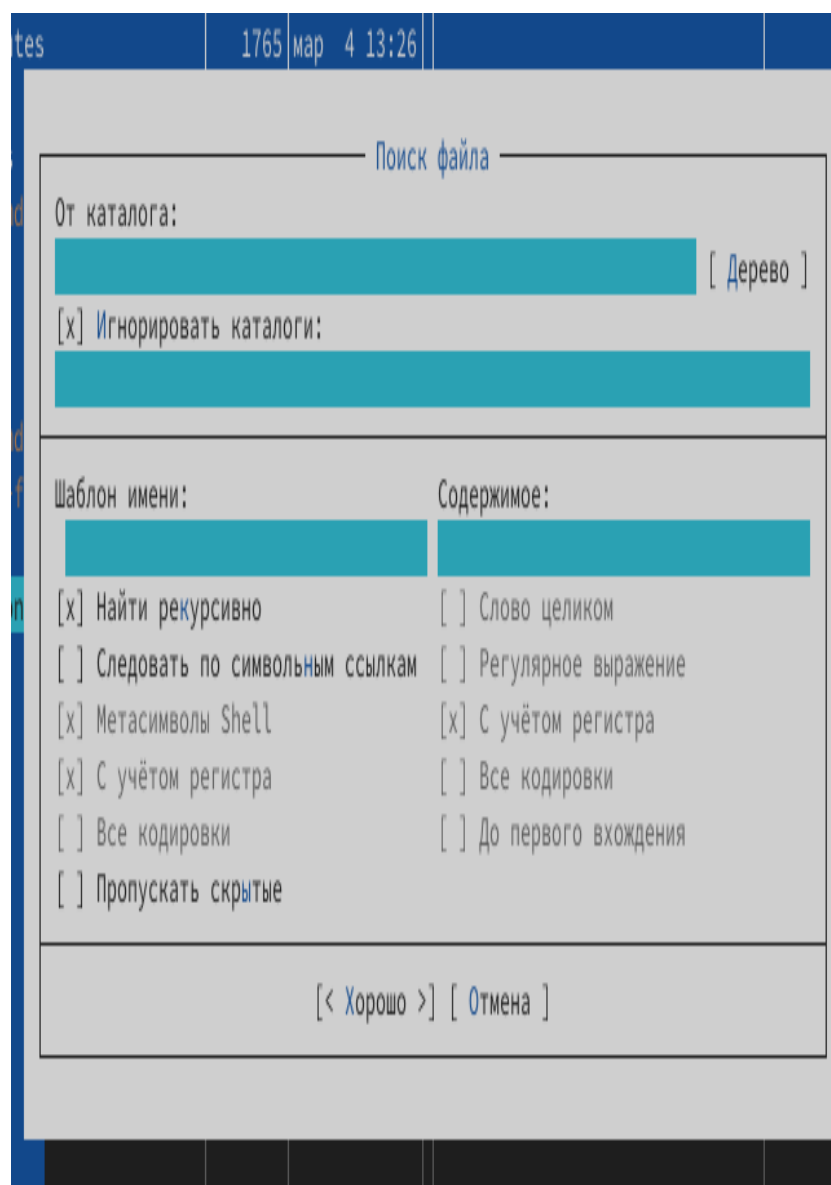 tes 1765 мар 4 13:26
Поиск файла
От каталога:
[ Дерево ]
[x] Игнорировать каталоги:
Шаблон имени: Содержимое:
[x] Найти рекурсивно [ ] Слово целиком
[ ] Следовать по символьным ссылкам [ ] Регулярное выражение
[x] Метасимволы Shell [x] С учётом регистра
[x] С учётом регистра [ ] Все кодировки
[ ] Все кодировки [ ] До первого вхождения
[ ] Пропускать скрытые
[< Хорошо >] [ Отмена ]